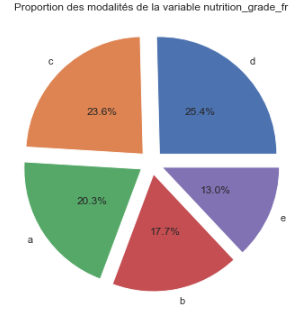 Proportion des modalités de la variable nutrition_grade_fr
c
d
23.6%
25.4%
20.3%
13.0%
17.7%
a
e
b